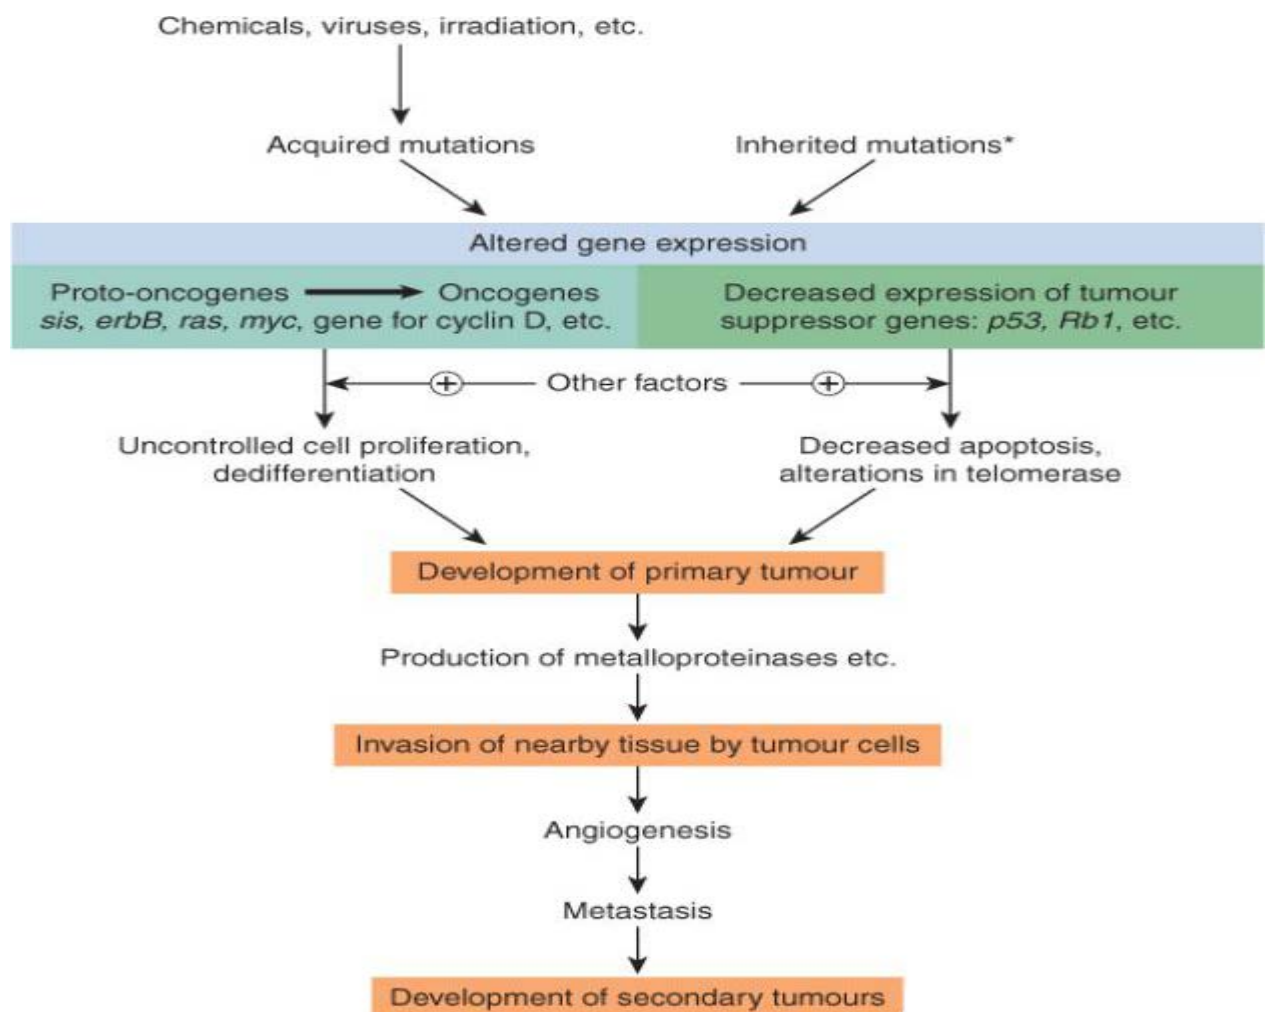 Chemicals, viruses, irradiation, etc.
Acquired mutations
Inherited mutations*
Altered gene expression
Proto-oncogenes Oncogenes
sis, erbB, ras, myc, gene for cyclin D, etc.
Decreased expression of tumour
suppressor genes: p53, Rb1, etc.
+ Other factors +
Uncontrolled cell proliferation,
dedifferentiation
Decreased apoptosis,
alterations in telomerase
Development of primary tumour
Production of metalloproteinases etc.
Invasion of nearby tissue by tumour cells
Angiogenesis
Metastasis
Development of secondary tumours